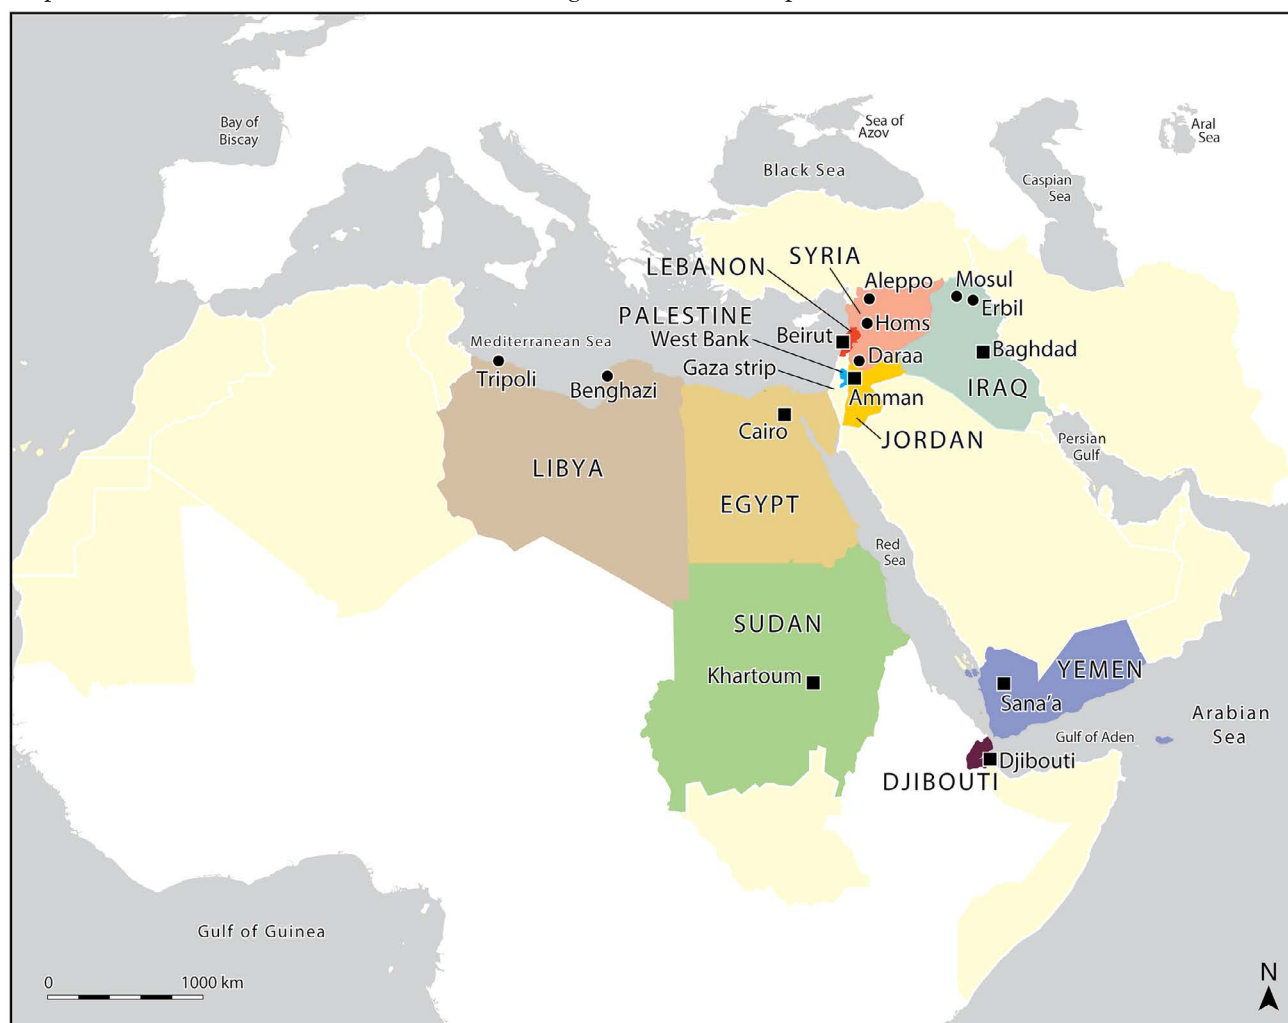 Bay of
Biscay
Sea of
Azov
Aral
Sea
Black Sea
Caspian
Sea
SYRIA
LEBANON
Aleppo
Mosul
Erbil
PALESTINE
Homs
Beirut
West Bank
Mediterranean Sea
Baghdad
Daraa
Gaza strip
Tripoli
Benghazi
Amman
IRAQ
Cairo
JORDAN
Persian
Gulf
LIBYA
EGYPT
Red
Sea
SUDAN
Khartoum
YEMEN
Sana'a
Arabian
Sea
Gulf of Aden
Djibouti
DJIBOUTI
Gulf of Guinea
0
1000 km
N